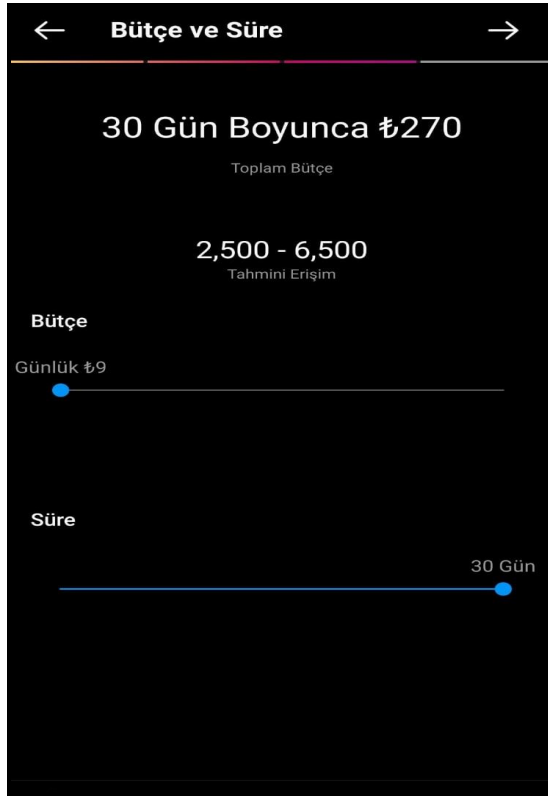 Bütçe ve Süre
30 Gün Boyunca ₺270
Toplam Bütçe
2,500 - 6,500
Tahmini Erişim
Bütçe
Günlük ₺9
Süre
30 Gün